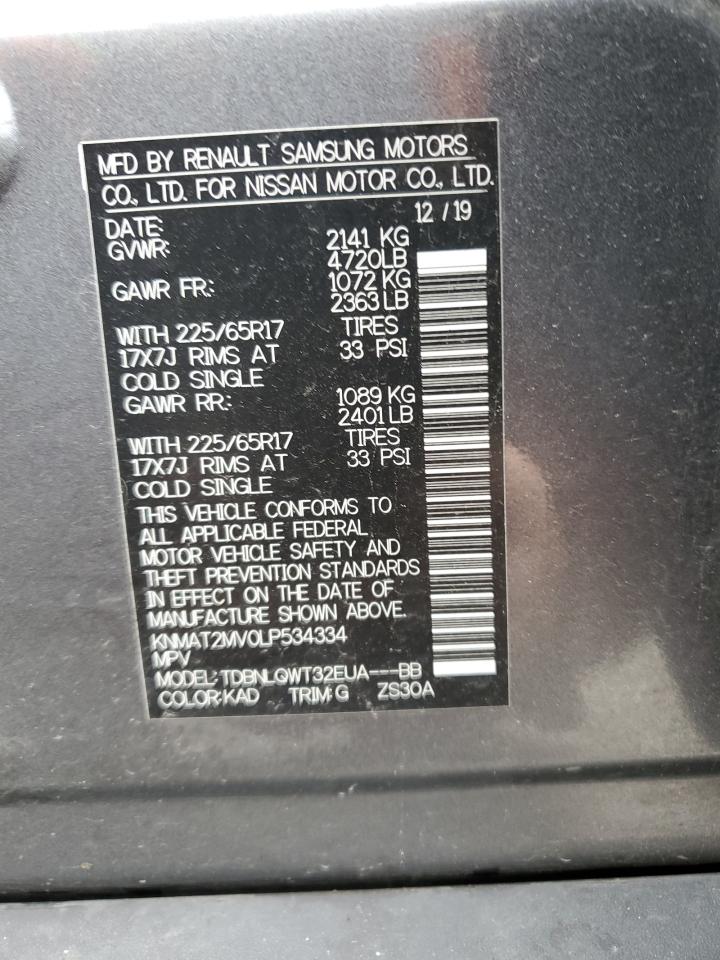 MFD BY RENAULT SAMSUNG MOTORS
CO., LTD. FOR NISSAN MOTOR CO., LTD.
DATE: 12 / 19
GVWR: 2141 KG
4720LB
GAWR FR.: 1072 KG
2363 LB
WITH 225/65R17 TIRES
17X7J RIMS AT 33 PSI
COLD SINGLE
GAWR RR.: 1089 KG
2401 LB
WITH 225/65R17 TIRES
17X7J RIMS AT 33 PSI
COLD SINGLE
THIS VEHICLE CONFORMS TO
ALL APPLICABLE FEDERAL
MOTOR VEHICLE SAFETY AND
THEFT PREVENTION STANDARDS
IN EFFECT ON THE DATE OF
MANUFACTURE SHOWN ABOVE.
KNMAT2MV0LP534334
MPV
MODEL: TDBNLQWT32EUA---BB
COLOR:KAD TRIM:G ZS30A